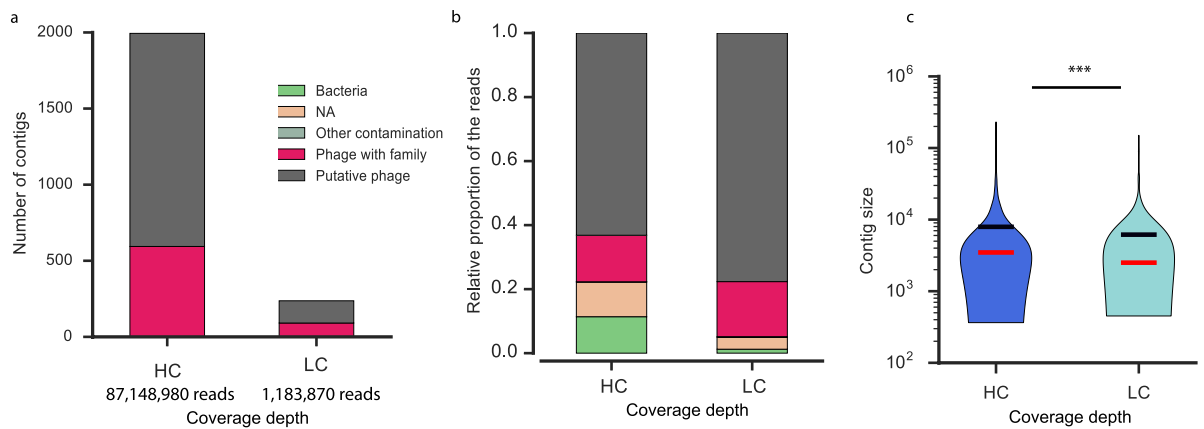 a
Number of contigs
2000
1500
1000
500
0
Bacteria
NA
Other contamination
Phage with family
Putative phage
HC
LC
87,148,980 reads
1,183,870 reads
Coverage depth
b
Relative proportion of the reads
1.0
0.8
0.6
0.4
0.2
0.0
HC
LC
Coverage depth
c
Contig size
10^6
10^5
10^4
10^3
10^2
***
HC
LC
Coverage depth